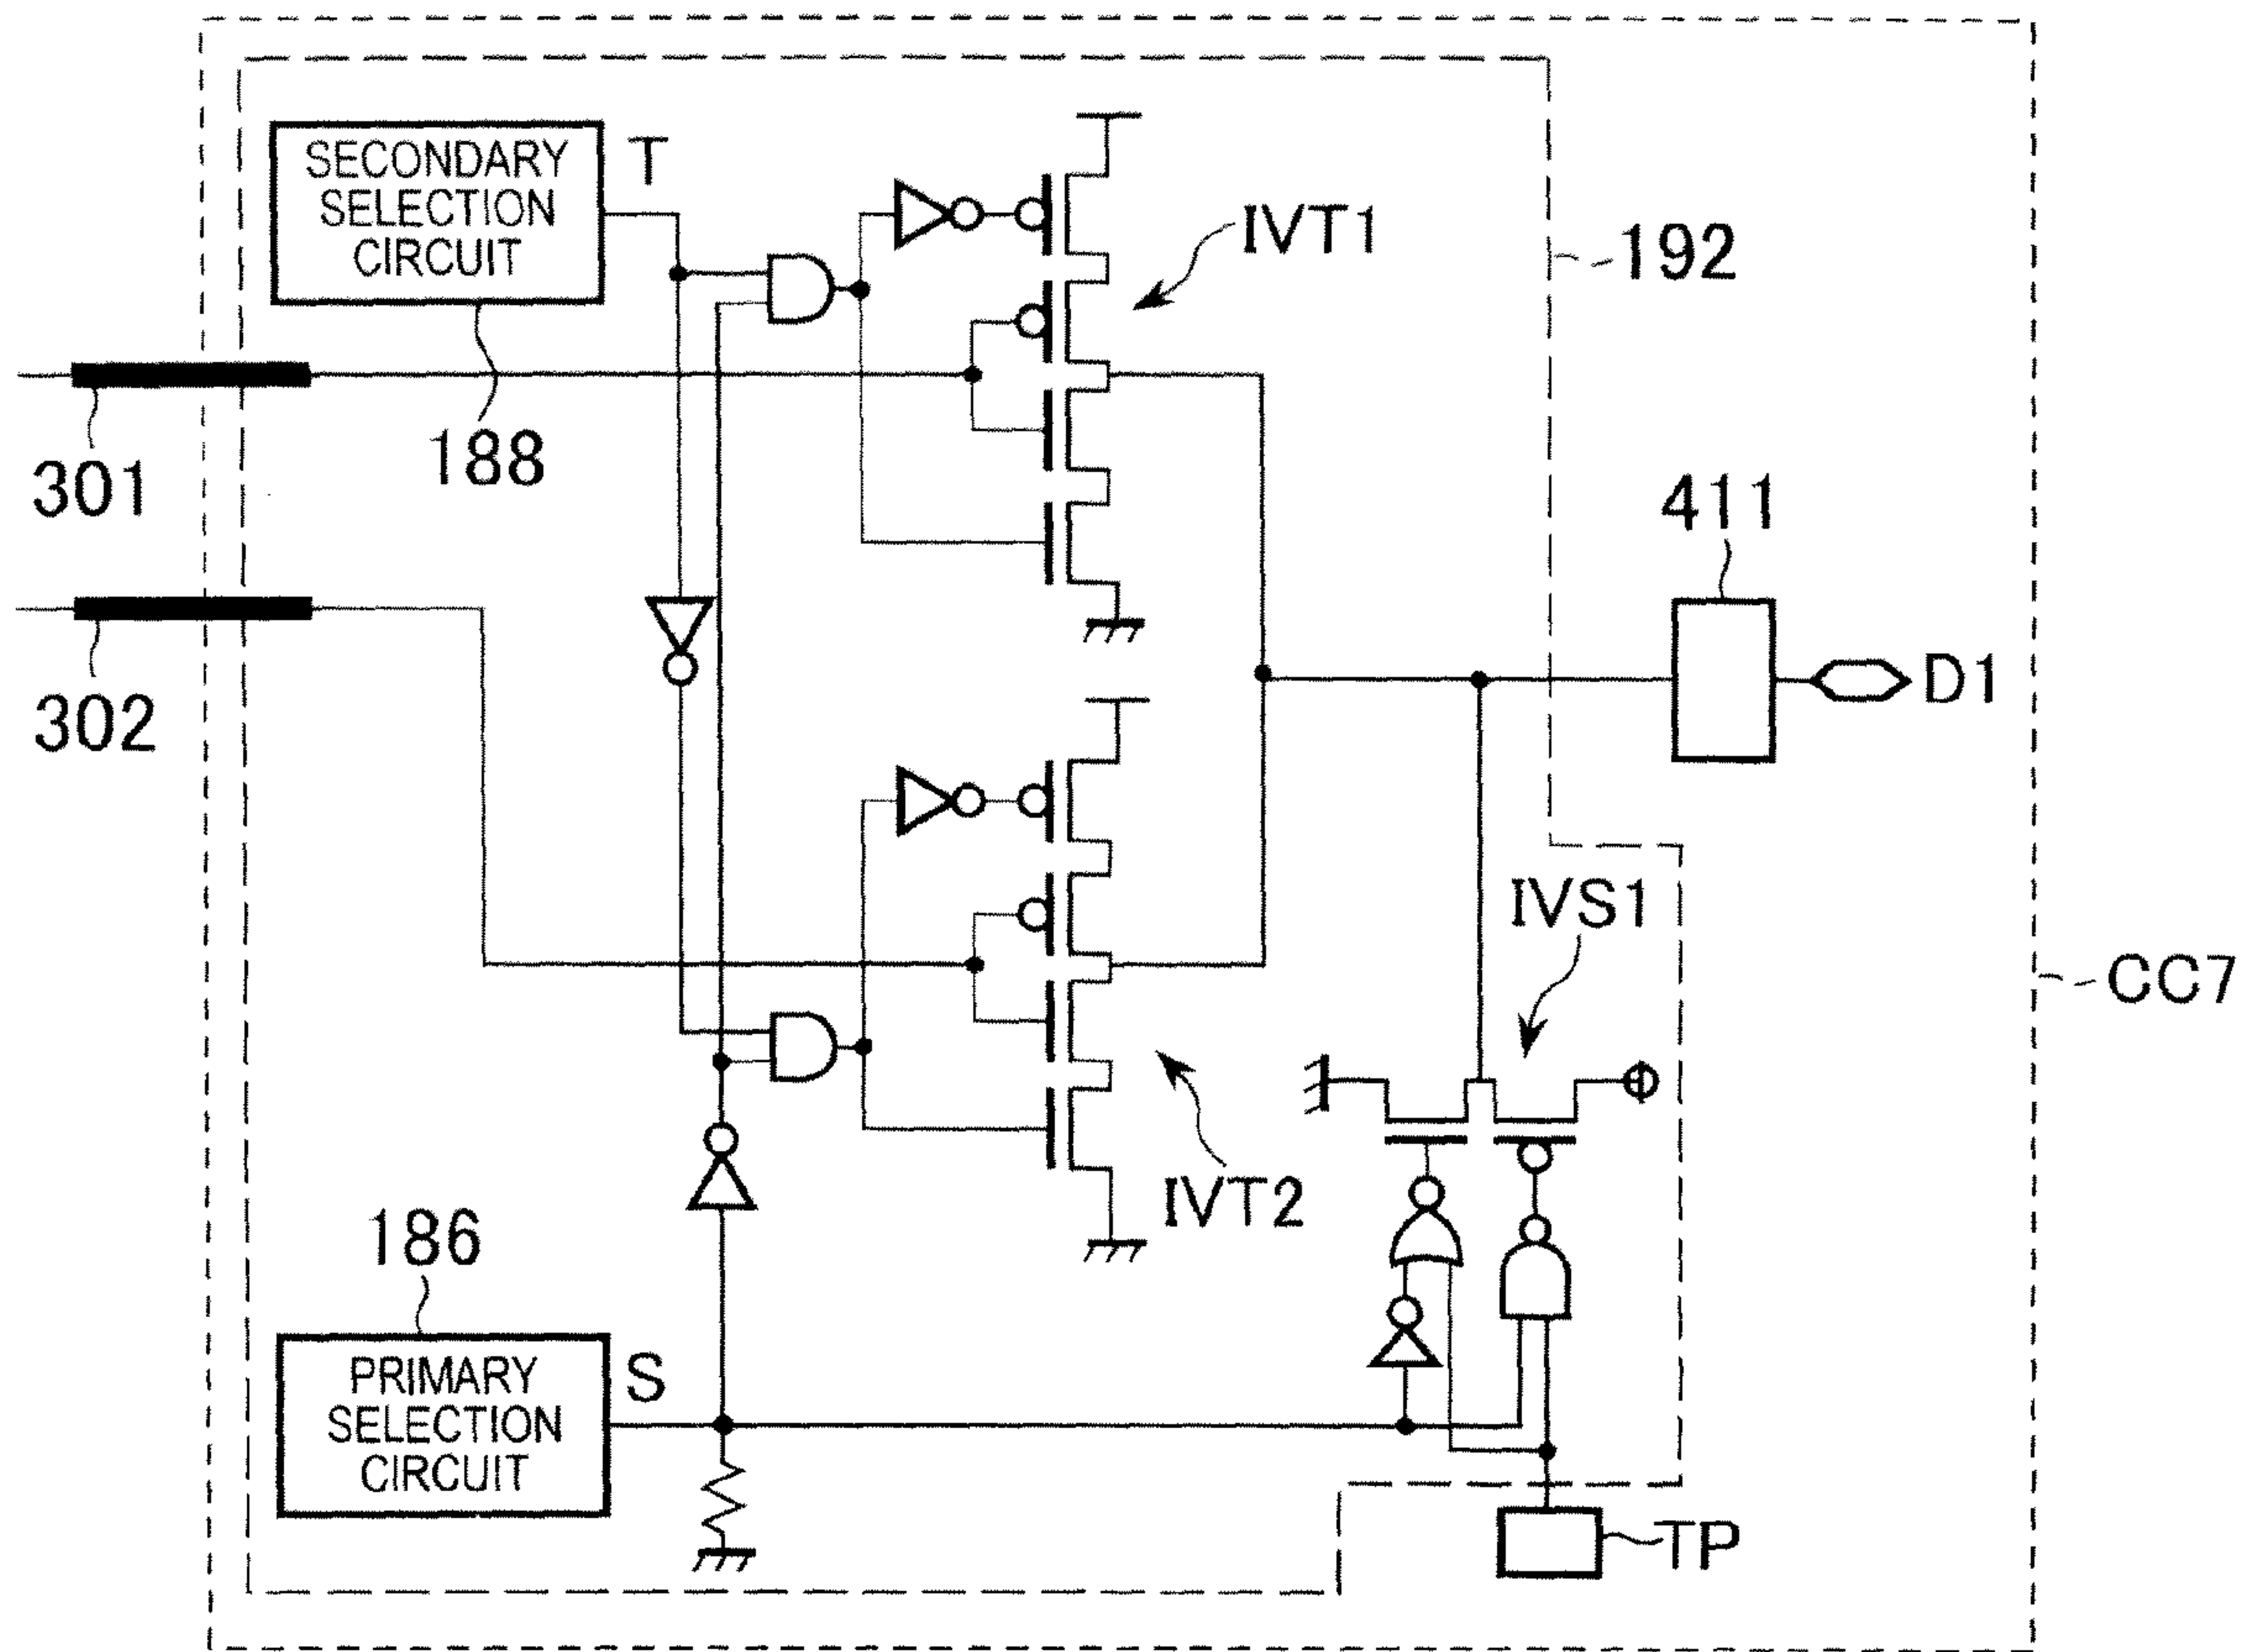 SECONDARY
SELECTION
CIRCUIT
T
IVT1
192
301
188
411
302
D1
IVS1
CC7
IVT2
186
PRIMARY
SELECTION
CIRCUIT
S
TP